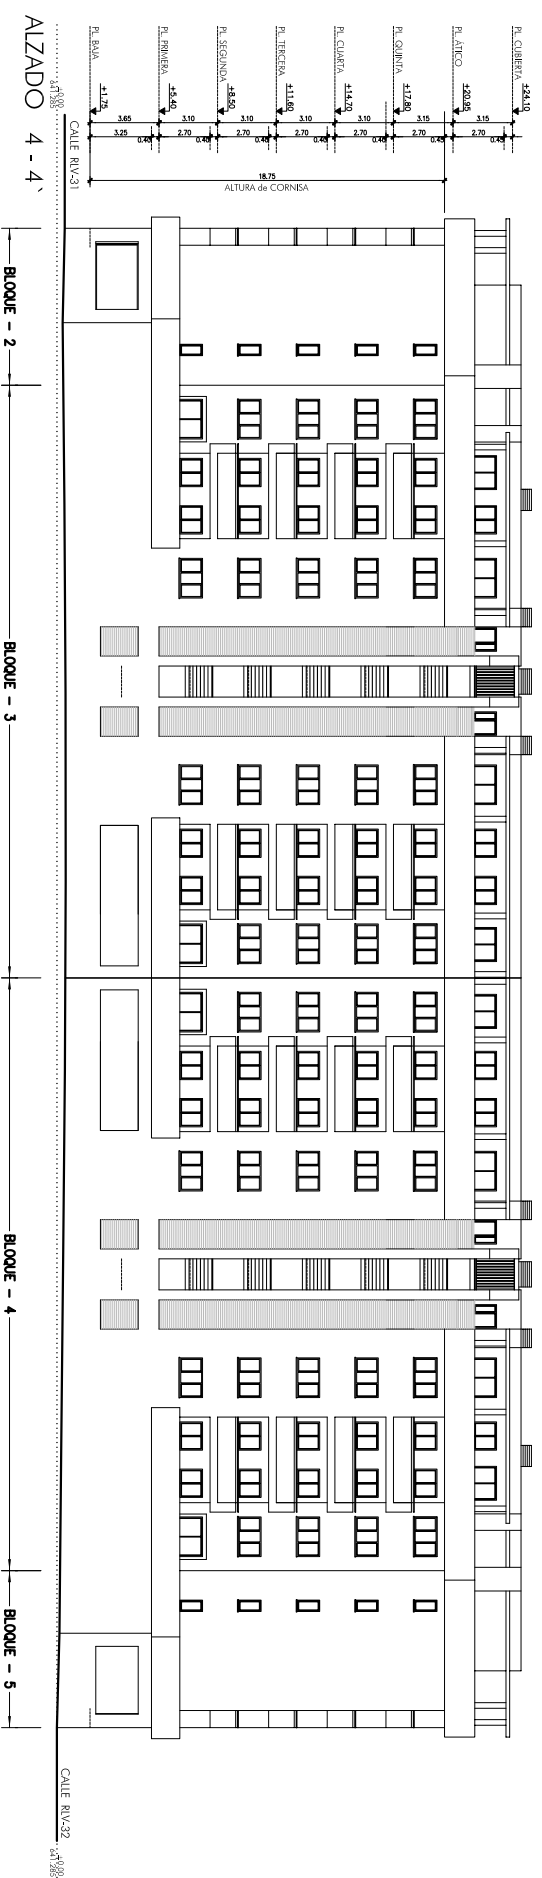 PL. CUBIERTA
+24.10
3.15
2.70
0.45
PL. ÁTICO
+20.95
3.15
2.70
0.45
PL. QUINTA
+17.80
3.10
2.70
0.40
PL. CUARTA
+14.70
3.10
2.70
0.40
PL. TERCERA
+11.60
3.10
2.70
0.40
PL. SEGUNDA
+8.50
3.10
2.70
0.40
PL. PRIMERA
+5.40
3.65
3.25
0.40
PL. BAJA
+1.75
18.75
ALTURA de CORNISA
±0.00
641.285
CALLE RLV-31
CALLE RLV-32
±0.00
641.285
BLOQUE - 2
BLOQUE - 3
BLOQUE - 4
BLOQUE - 5
ALZADO 4 - 4`